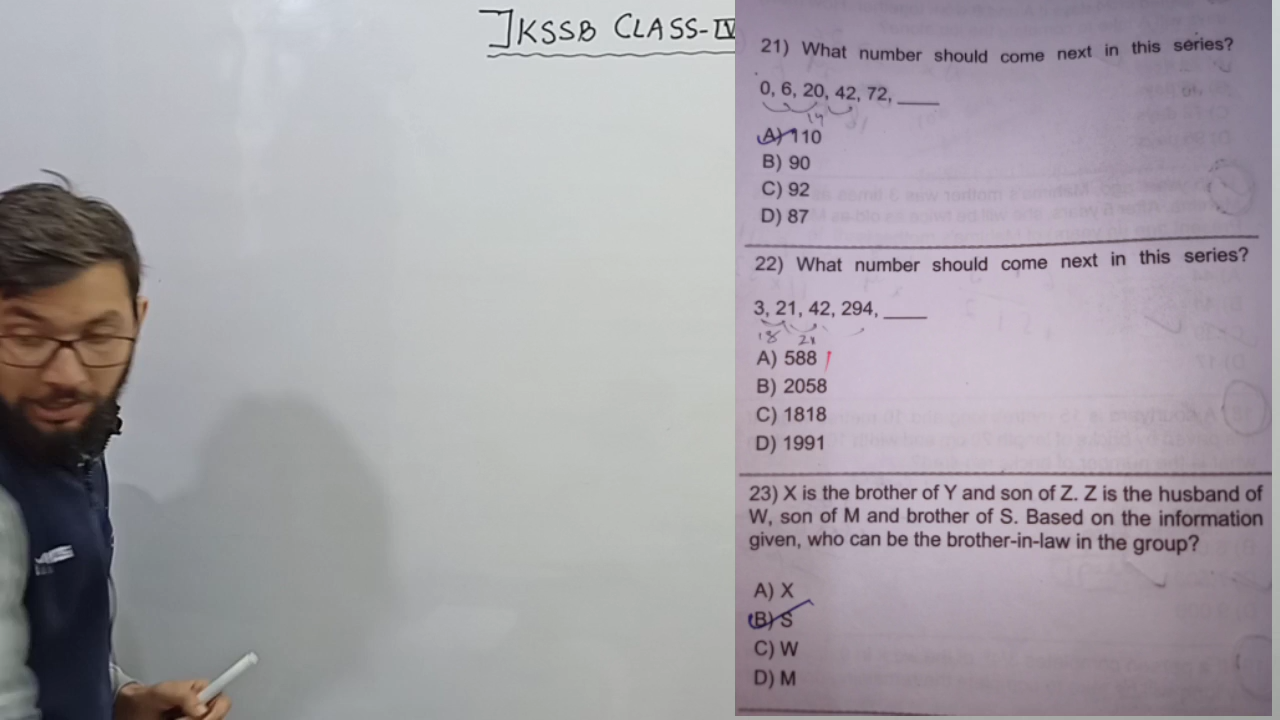 JKSSB CLASS-IV
21) What number should come next in this series?
0, 6, 20, 42, 72, ____
14
A) 110
B) 90
C) 92
D) 87
22) What number should come next in this series?
3, 21, 42, 294, ____
18 21
A) 588
B) 2058
C) 1818
D) 1991
23) X is the brother of Y and son of Z. Z is the husband of
W, son of M and brother of S. Based on the information
given, who can be the brother-in-law in the group?
A) X
B) S
C) W
D) M